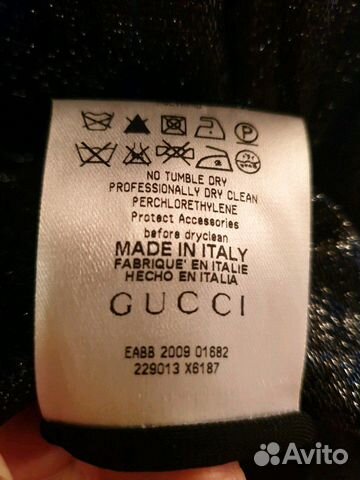 NO TUMBLE DRY
PROFESSIONALLY DRY CLEAN
PERCHLORETHYLENE
Protect Accessories
before dryclean
MADE IN ITALY
FABRIQUE' EN ITALIE
HECHO EN ITALIA
GUCCI
EABB 2009 01682
229013 X6187
Avito